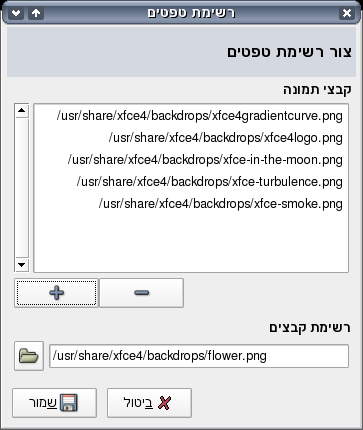 רשימת טפטים
צור רשימת טפטים
קבצי תמונה
/usr/share/xfce4/backdrops/xfce4gradientcurve.png
/usr/share/xfce4/backdrops/xfce4logo.png
/usr/share/xfce4/backdrops/xfce-in-the-moon.png
/usr/share/xfce4/backdrops/xfce-turbulence.png
/usr/share/xfce4/backdrops/xfce-smoke.png
רשימת קבצים
/usr/share/xfce4/backdrops/flower.png
ביטול
שמור